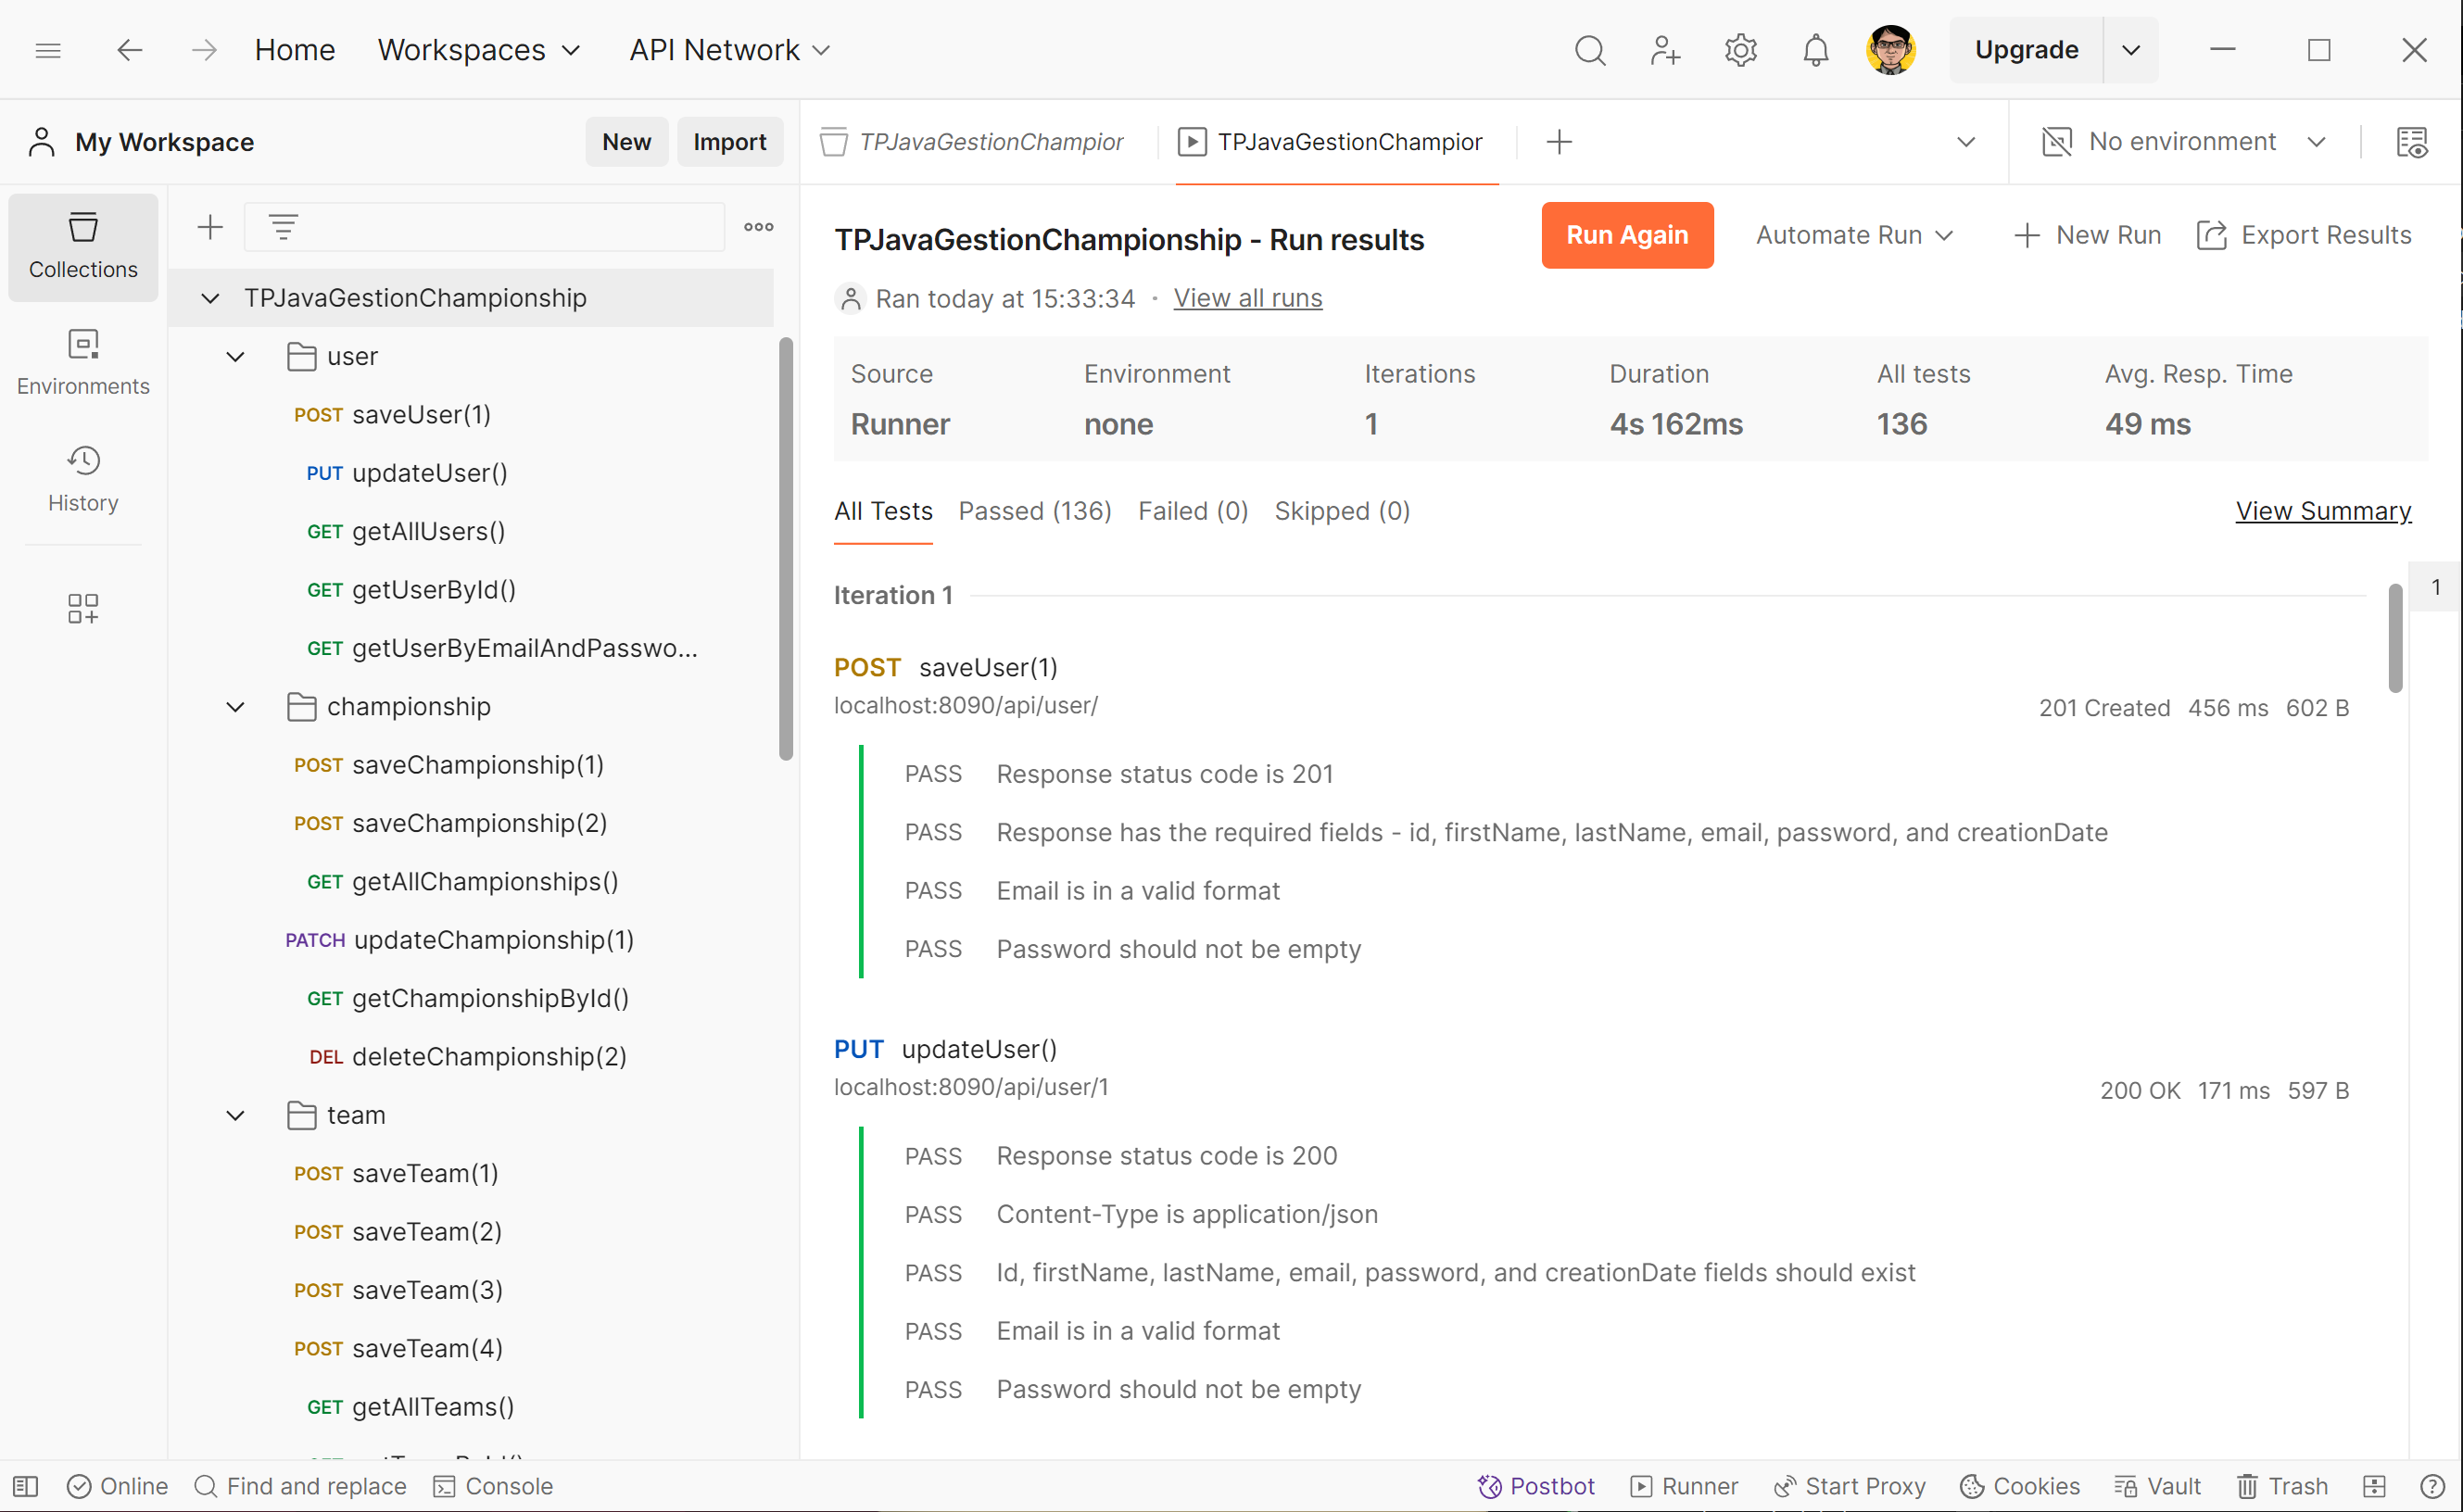 Home Workspaces API Network Upgrade
My Workspace New Import
TPJavaGestionChampior TPJavaGestionChampior No environment
Collections
Environments
History
TPJavaGestionChampionship
user
POST saveUser(1)
PUT updateUser()
GET getAllUsers()
GET getUserById()
GET getUserByEmailAndPasswo...
championship
POST saveChampionship(1)
POST saveChampionship(2)
GET getAllChampionships()
PATCH updateChampionship(1)
GET getChampionshipById()
DEL deleteChampionship(2)
team
POST saveTeam(1)
POST saveTeam(2)
POST saveTeam(3)
POST saveTeam(4)
GET getAllTeams()
TPJavaGestionChampionship - Run results
Run Again Automate Run New Run Export Results
Ran today at 15:33:34 · View all runs
Source Environment Iterations Duration All tests Avg. Resp. Time
Runner none 1 4s 162ms 136 49 ms
All Tests Passed (136) Failed (0) Skipped (0) View Summary
Iteration 1
1
POST saveUser(1)
localhost:8090/api/user/
201 Created 456 ms 602 B
PASS Response status code is 201
PASS Response has the required fields - id, firstName, lastName, email, password, and creationDate
PASS Email is in a valid format
PASS Password should not be empty
PUT updateUser()
localhost:8090/api/user/1
200 OK 171 ms 597 B
PASS Response status code is 200
PASS Content-Type is application/json
PASS Id, firstName, lastName, email, password, and creationDate fields should exist
PASS Email is in a valid format
PASS Password should not be empty
Online Find and replace Console Postbot Runner Start Proxy Cookies Vault Trash